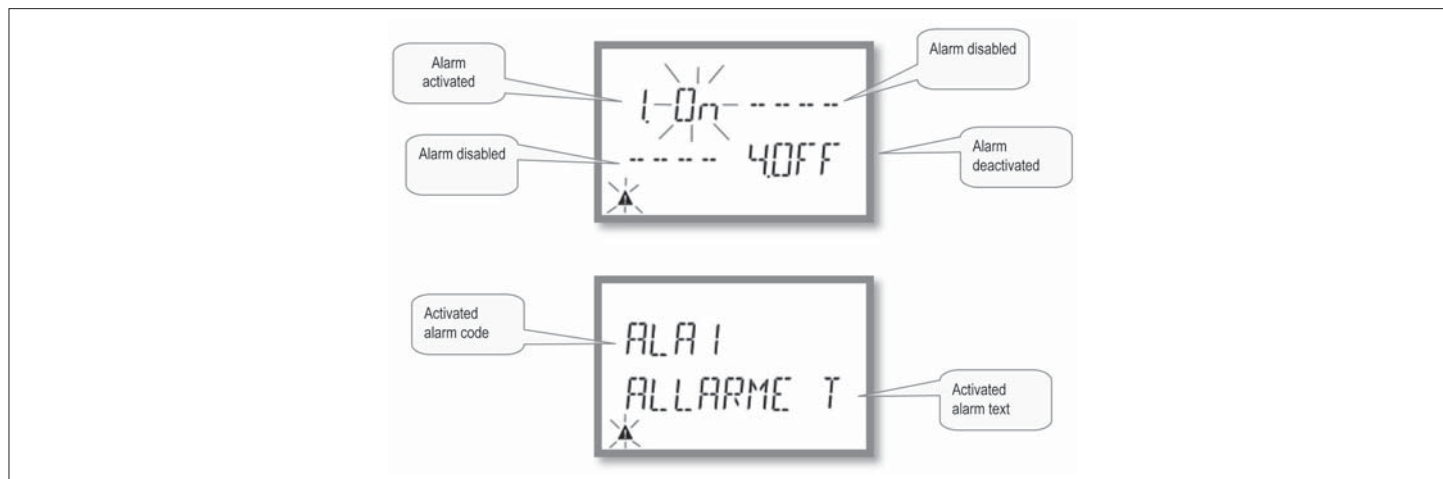 Alarm
activated
Alarm disabled
1. On ----
Alarm disabled
---- 4.OFF
Alarm
deactivated
Activated
alarm code
ALA1
ALLARME T
Activated
alarm text